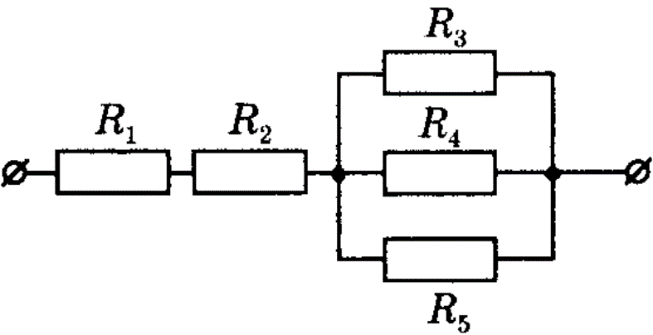 R₃
R₁ R₂ R₄
R₅